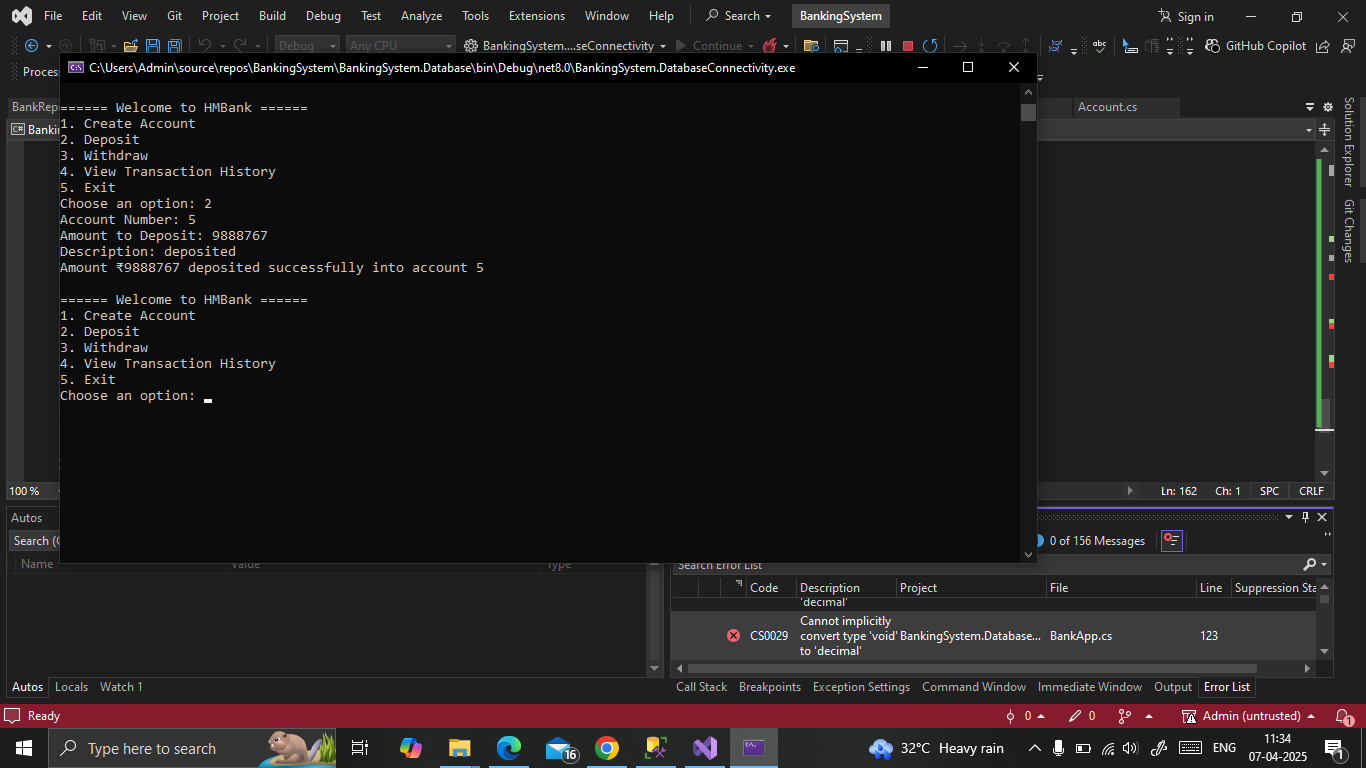 File Edit View Git Project Build Debug Test Analyze Tools Extensions Window Help Search BankingSystem Sign in
Debug Any CPU BankingSystem....seConnectivity Continue GitHub Copilot
Process
C:\Users\Admin\source\repos\BankingSystem\BankingSystem.Database\bin\Debug\net8.0\BankingSystem.DatabaseConnectivity.exe
BankRep
Account.cs
Bankin
====== Welcome to HMBank ======
1. Create Account
2. Deposit
3. Withdraw
4. View Transaction History
5. Exit
Choose an option: 2
Account Number: 5
Amount to Deposit: 9888767
Description: deposited
Amount ₹9888767 deposited successfully into account 5
====== Welcome to HMBank ======
1. Create Account
2. Deposit
3. Withdraw
4. View Transaction History
5. Exit
Choose an option:
Solution Explorer
Git Changes
100 %
Ln: 162 Ch: 1 SPC CRLF
Autos
Search (C
Name Value Type
0 of 156 Messages
Search Error List
Code Description Project File Line Suppression Sta
'decimal'
Cannot implicitly
CS0029 convert type 'void' BankingSystem.Database... BankApp.cs 123
to 'decimal'
Autos Locals Watch 1
Call Stack Breakpoints Exception Settings Command Window Immediate Window Output Error List
Ready
0 0 Admin (untrusted) 1
Type here to search
16
32°C Heavy rain
ENG
11:34
07-04-2025
1